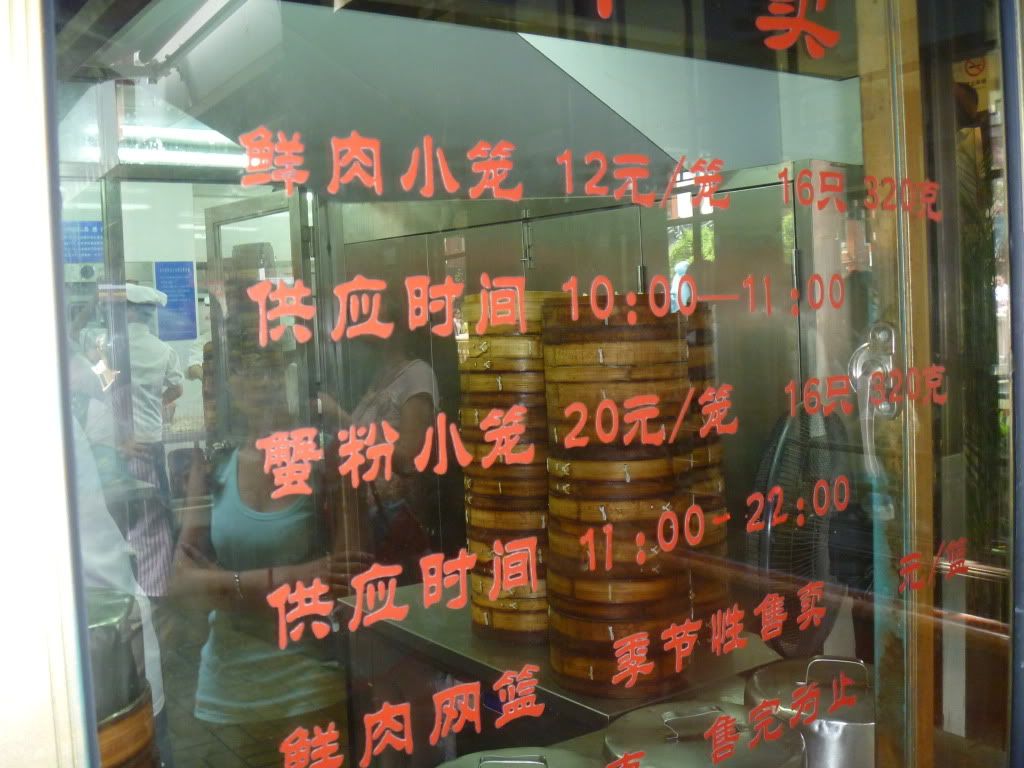 卖
鲜肉小笼 12元/笼 16只 320克
供应时间 10:00—11:00
蟹粉小笼 20元/笼 16只 320克
供应时间 11:00-22:00
鲜肉网篮 季节性售卖 元/篮
售完为止